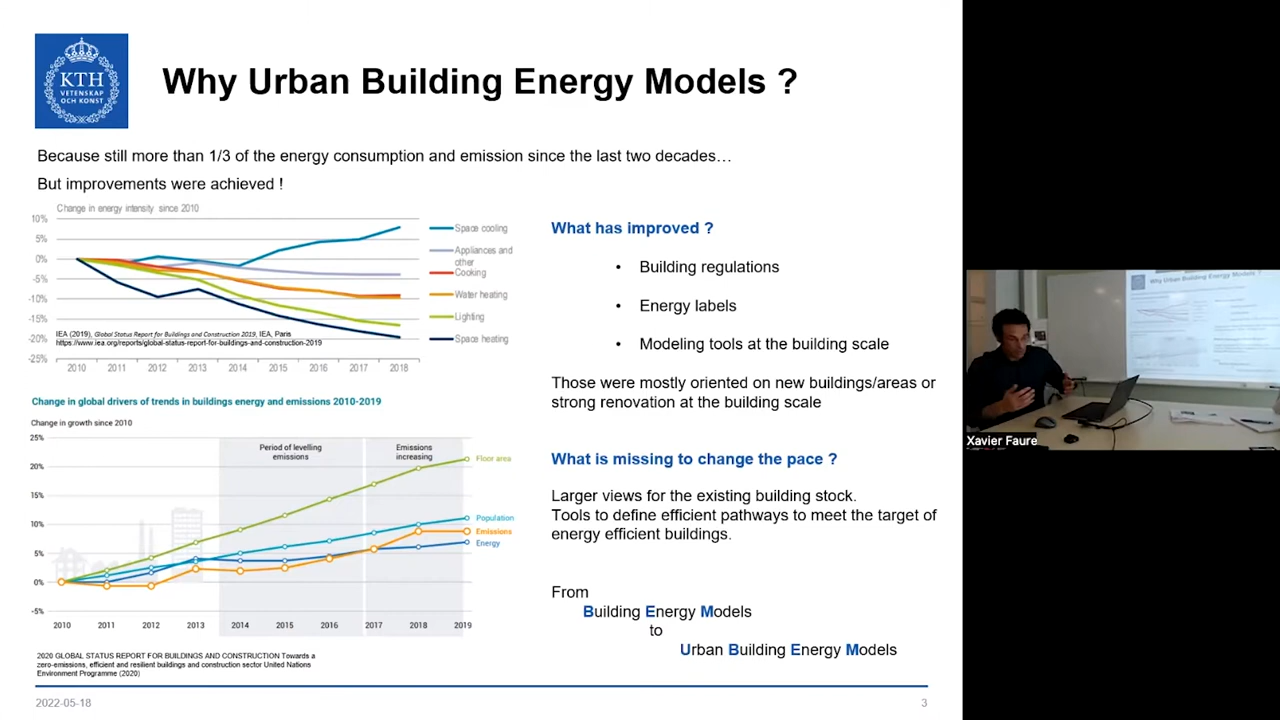 KTH
VETENSKAP
OCH KONST
Why Urban Building Energy Models ?
Because still more than 1/3 of the energy consumption and emission since the last two decades…
But improvements were achieved !
Change in energy intensity since 2010
10%
5%
0%
-5%
-10%
-15%
-20%
-25%
2010 2011 2012 2013 2014 2015 2016 2017 2018
Space cooling
Appliances and
other
Cooking
Water heating
Lighting
Space heating
IEA (2019), Global Status Report for Buildings and Construction 2019, IEA, Paris
https://www.iea.org/reports/global-status-report-for-buildings-and-construction-2019
Change in global drivers of trends in buildings energy and emissions 2010-2019
Change in growth since 2010
25%
20%
15%
10%
5%
0%
-5%
Period of levelling
emissions
Emissions
increasing
Floor area
Population
Emissions
Energy
2010 2011 2012 2013 2014 2015 2016 2017 2018 2019
2020 GLOBAL STATUS REPORT FOR BUILDINGS AND CONSTRUCTION Towards a
zero-emissions, efficient and resilient buildings and construction sector United Nations
Environment Programme (2020)
What has improved ?
• Building regulations
• Energy labels
• Modeling tools at the building scale
Those were mostly oriented on new buildings/areas or
strong renovation at the building scale
What is missing to change the pace ?
Larger views for the existing building stock.
Tools to define efficient pathways to meet the target of
energy efficient buildings.
From
Building Energy Models
to
Urban Building Energy Models
2022-05-18
3
Why Urban Building Energy Models ?
Xavier Faure